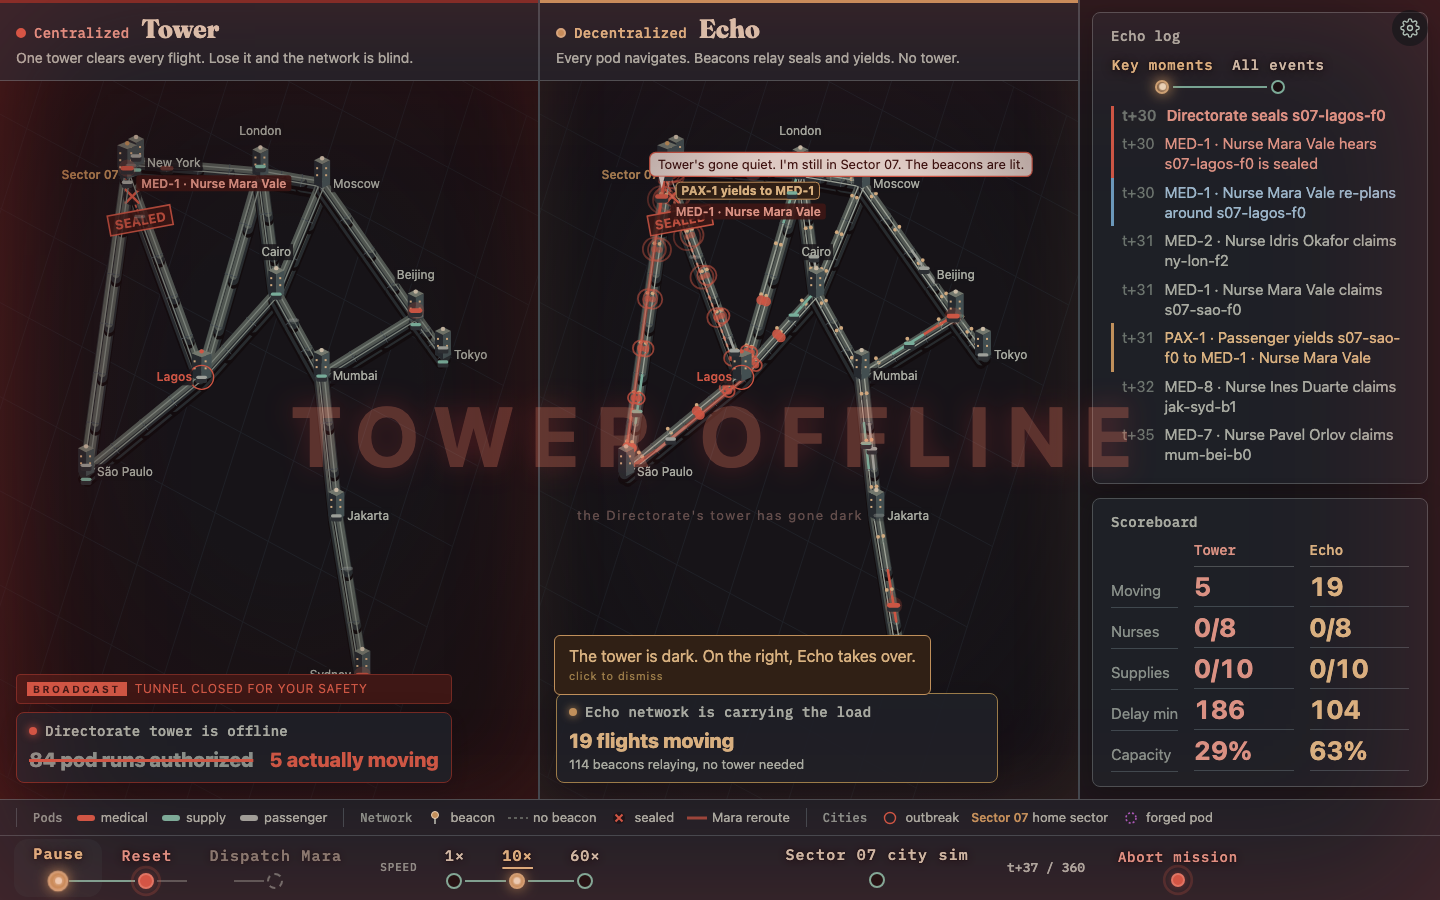 Centralized Tower
One tower clears every flight. Lose it and the network is blind.
London
New York
Sector 07
MED-1 · Nurse Mara Vale
Moscow
SEALED
Cairo
Beijing
Tokyo
Lagos
Mumbai
São Paulo
Jakarta
Sydney
BROADCAST TUNNEL CLOSED FOR YOUR SAFETY
Directorate tower is offline
84 pod runs authorized 5 actually moving
Decentralized Echo
Every pod navigates. Beacons relay seals and yields. No tower.
London
Tower's gone quiet. I'm still in Sector 07. The beacons are lit.
Sector 07
PAX-1 yields to MED-1
Moscow
MED-1 · Nurse Mara Vale
SEALED
Cairo
Beijing
Tokyo
Lagos
Mumbai
TOWER OFFLINE
São Paulo
the Directorate's tower has gone dark
Jakarta
The tower is dark. On the right, Echo takes over.
click to dismiss
Echo network is carrying the load
19 flights moving
114 beacons relaying, no tower needed
Echo log
Key moments All events
t+30 Directorate seals s07-lagos-f0
t+30 MED-1 · Nurse Mara Vale hears
s07-lagos-f0 is sealed
t+30 MED-1 · Nurse Mara Vale re-plans
around s07-lagos-f0
t+31 MED-2 · Nurse Idris Okafor claims
ny-lon-f2
t+31 MED-1 · Nurse Mara Vale claims
s07-sao-f0
t+31 PAX-1 · Passenger yields s07-sao-
f0 to MED-1 · Nurse Mara Vale
t+32 MED-8 · Nurse Ines Duarte claims
jak-syd-b1
t+35 MED-7 · Nurse Pavel Orlov claims
mum-bei-b0
Scoreboard
Tower Echo
Moving 5 19
Nurses 0/8 0/8
Supplies 0/10 0/10
Delay min 186 104
Capacity 29% 63%
Pods medical supply passenger Network beacon no beacon sealed Mara reroute Cities outbreak Sector 07 home sector forged pod
Pause Reset Dispatch Mara SPEED 1× 10× 60× Sector 07 city sim t+37 / 360 Abort mission